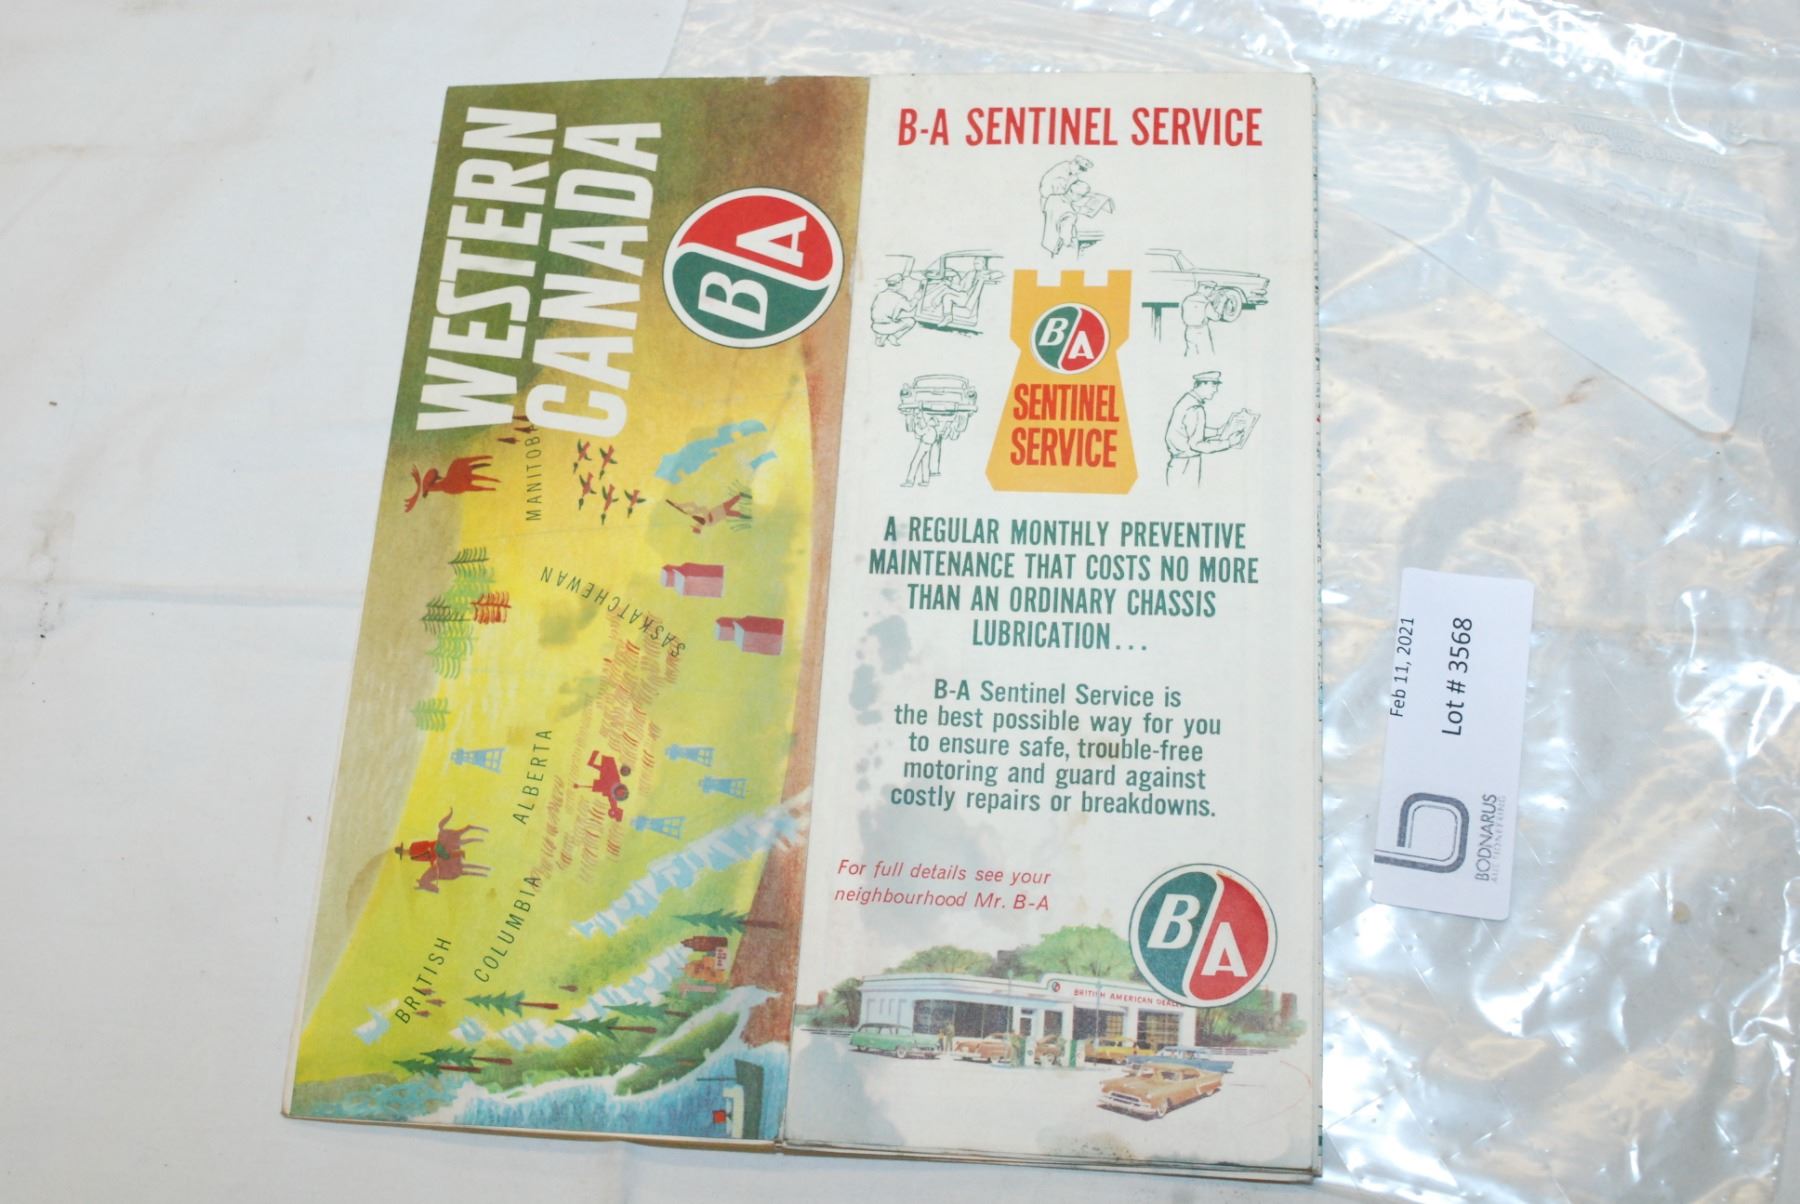 WESTERN
CANADA
B A
MANITOBA
SASKATCHEWAN
ALBERTA
BRITISH
COLUMBIA
B-A SENTINEL SERVICE
B A
SENTINEL
SERVICE
A REGULAR MONTHLY PREVENTIVE
MAINTENANCE THAT COSTS NO MORE
THAN AN ORDINARY CHASSIS
LUBRICATION...
B-A Sentinel Service is
the best possible way for you
to ensure safe, trouble-free
motoring and guard against
costly repairs or breakdowns.
For full details see your
neighbourhood Mr. B-A
B A
BRITISH AMERICAN
Feb 11, 2021
Lot # 3568
BODNARUS
AUCTIONEERING